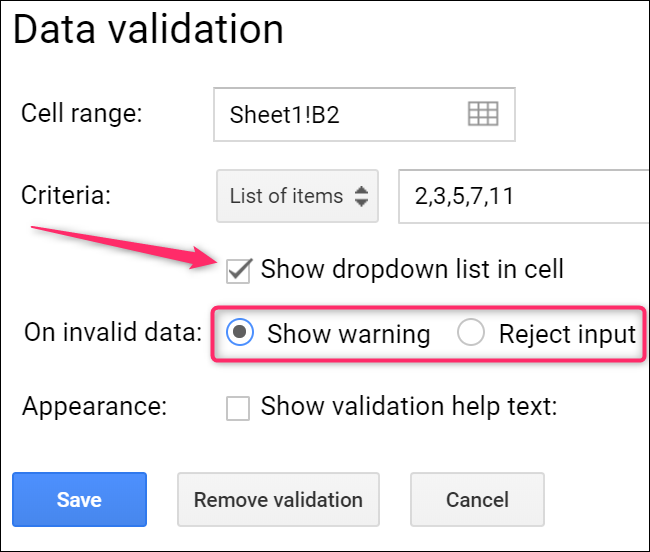 Data validation
Cell range: Sheet1!B2
Criteria: List of items 2,3,5,7,11
Show dropdown list in cell
On invalid data: Show warning Reject input
Appearance: Show validation help text:
Save Remove validation Cancel